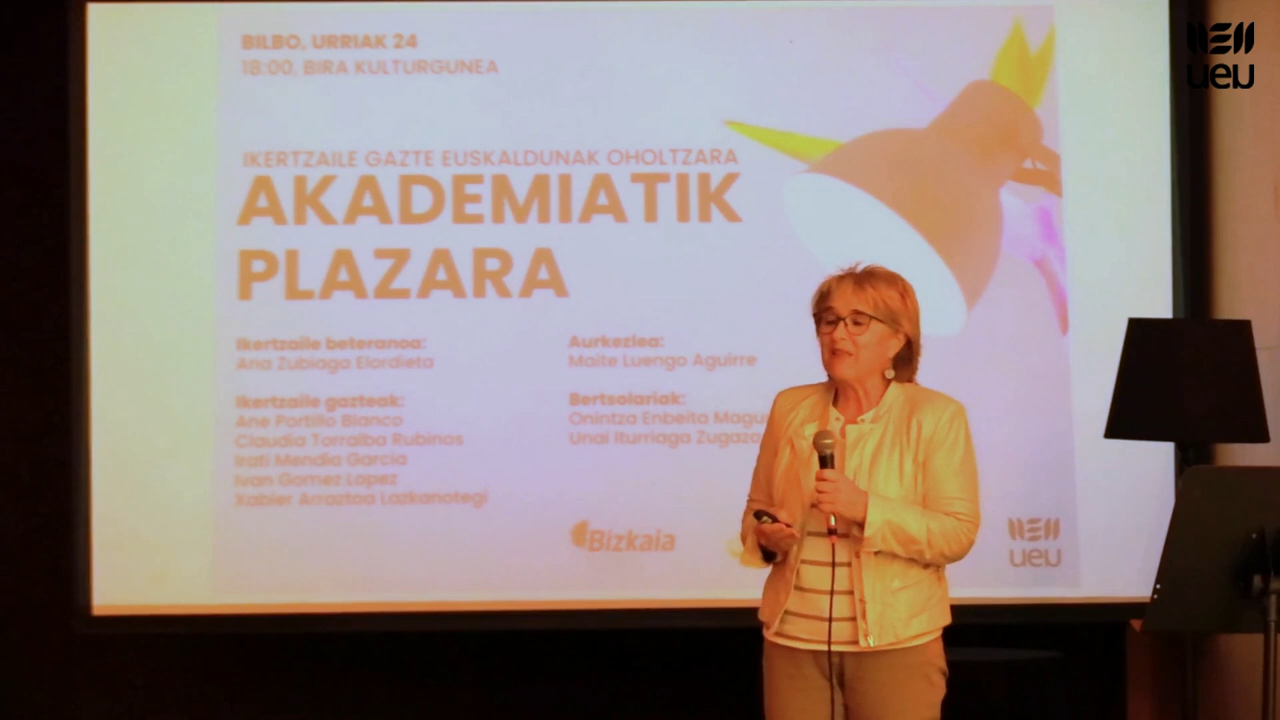 BILBO, URRIAK 24
18:00, BIRA KULTURGUNEA
IKERTZAILE GAZTE EUSKALDUNAK OHOLTZARA
AKADEMIATIK
PLAZARA
Ikertzaile beteranoa:
Ana Zubiaga Elordieta
Ikertzaile gazteak:
Ane Portillo Blanco
Claudia Torralba Rubinos
Irati Mendia Garcia
Ivan Gomez Lopez
Xabier Arraztoa Lazkanotegi
Aurkezlea:
Maite Luengo Aguirre
Bertsolariak:
Onintza Enbeita
Unai Iturriaga
Bizkaia
ueu
ueu